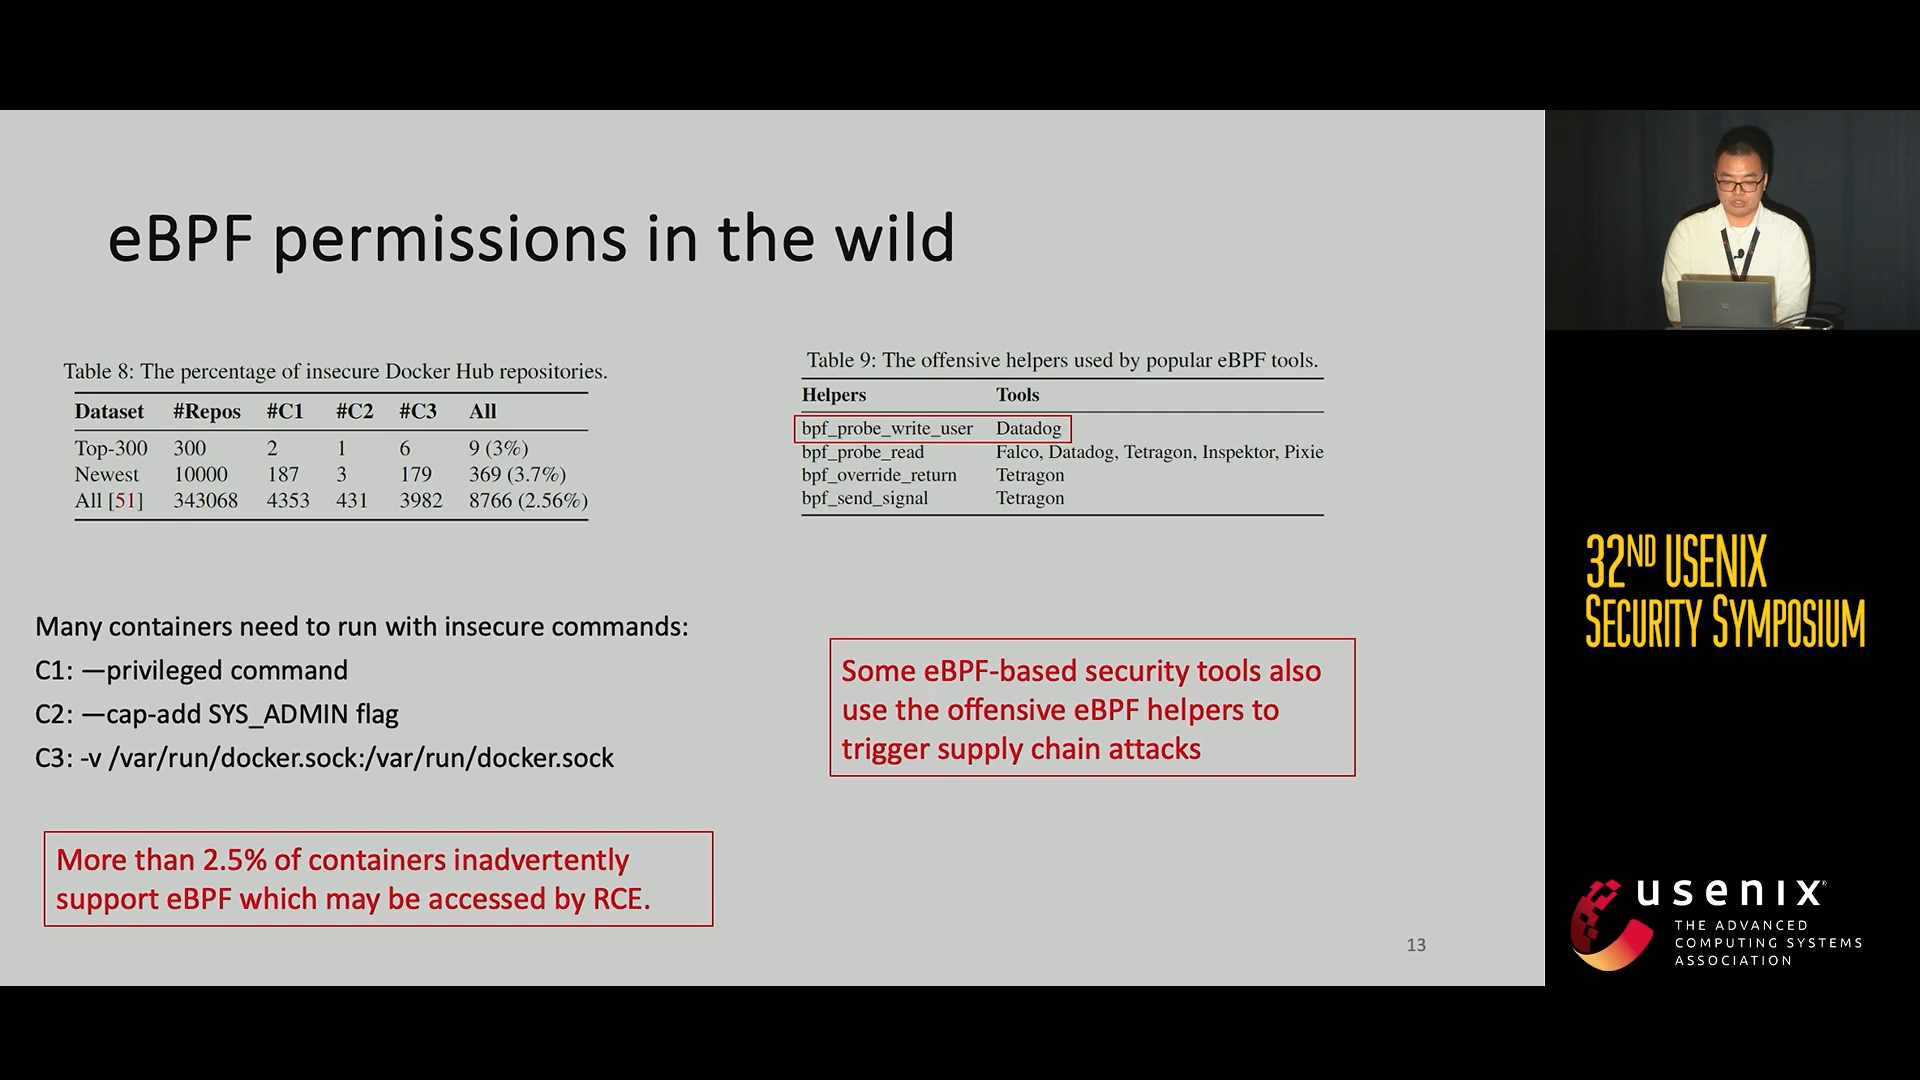 eBPF permissions in the wild
Table 8: The percentage of insecure Docker Hub repositories.
Dataset #Repos #C1 #C2 #C3 All
Top-300 300 2 1 6 9 (3%)
Newest 10000 187 3 179 369 (3.7%)
All [51] 343068 4353 431 3982 8766 (2.56%)
Table 9: The offensive helpers used by popular eBPF tools.
Helpers Tools
bpf_probe_write_user Datadog
bpf_probe_read Falco, Datadog, Tetragon, Inspektor, Pixie
bpf_override_return Tetragon
bpf_send_signal Tetragon
Many containers need to run with insecure commands:
C1: —privileged command
C2: —cap-add SYS_ADMIN flag
C3: -v /var/run/docker.sock:/var/run/docker.sock
More than 2.5% of containers inadvertently
support eBPF which may be accessed by RCE.
Some eBPF-based security tools also
use the offensive eBPF helpers to
trigger supply chain attacks
13
32ND USENIX
SECURITY SYMPOSIUM
usenix®
THE ADVANCED
COMPUTING SYSTEMS
ASSOCIATION